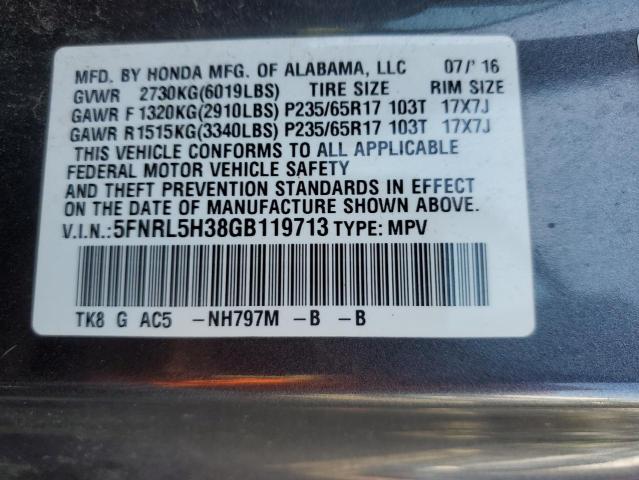 MFD. BY HONDA MFG. OF ALABAMA, LLC 07/' 16
GVWR 2730KG(6019LBS) TIRE SIZE RIM SIZE
GAWR F 1320KG(2910LBS) P235/65R17 103T 17X7J
GAWR R1515KG(3340LBS) P235/65R17 103T 17X7J
THIS VEHICLE CONFORMS TO ALL APPLICABLE
FEDERAL MOTOR VEHICLE SAFETY
AND THEFT PREVENTION STANDARDS IN EFFECT
ON THE DATE OF MANUFACTURE SHOWN ABOVE.
V.I.N.:5FNRL5H38GB119713 TYPE: MPV
TK8 G AC5 -NH797M -B -B